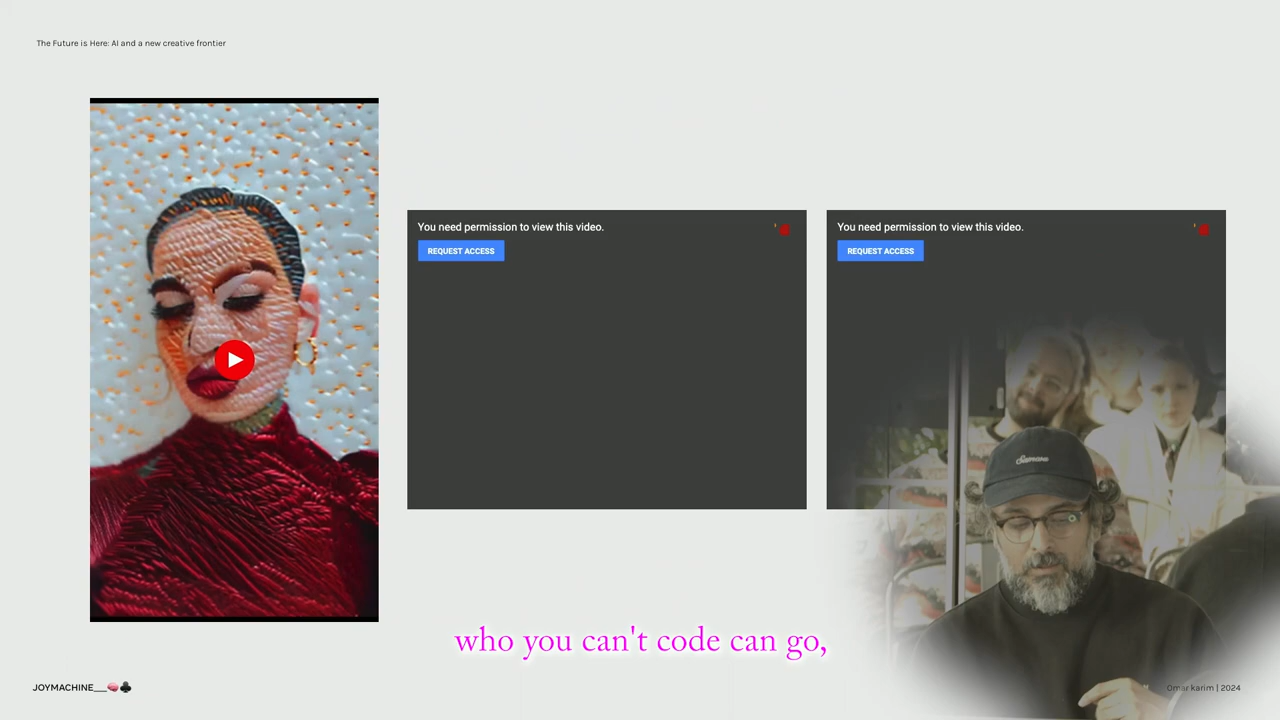 The Future is Here: AI and a new creative frontier
You need permission to view this video.
REQUEST ACCESS
You need permission to view this video.
REQUEST ACCESS
who you can't code can go,
JOYMACHINE__
Omar karim | 2024